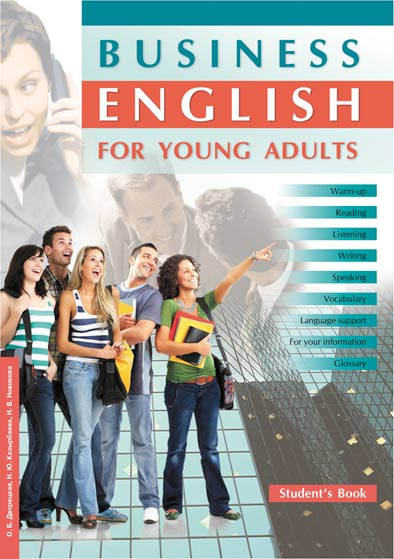 BUSINESS
ENGLISH
FOR YOUNG ADULTS
Warm-up
Reading
Listening
Writing
Speaking
Vocabulary
Language support
For your information
Glossary
Student's Book
О. Б. Дворецкая, Н. Ю. Казырбаева, Н. В. Новикова